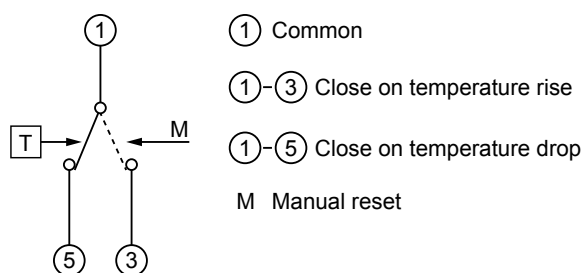 1
1 Common
1-3 Close on temperature rise
T
M
1-5 Close on temperature drop
M Manual reset
5
3